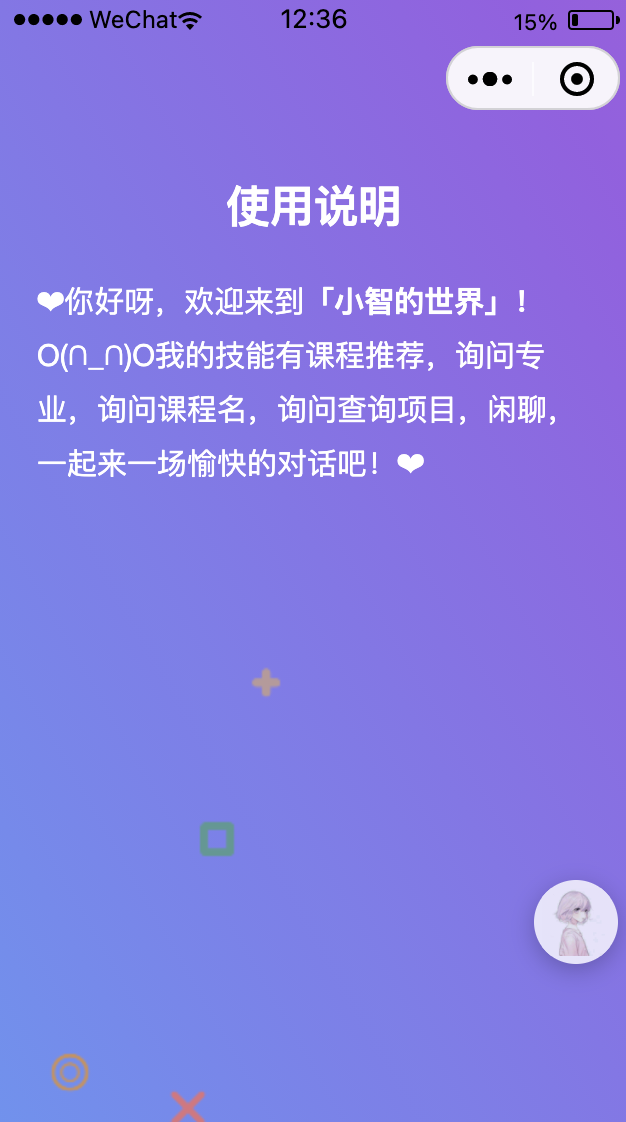 ●●●●● WeChat 12:36 15%
使用说明
❤你好呀，欢迎来到「小智的世界」！
O(∩_∩)O我的技能有课程推荐，询问专
业，询问课程名，询问查询项目，闲聊，
一起来一场愉快的对话吧！❤